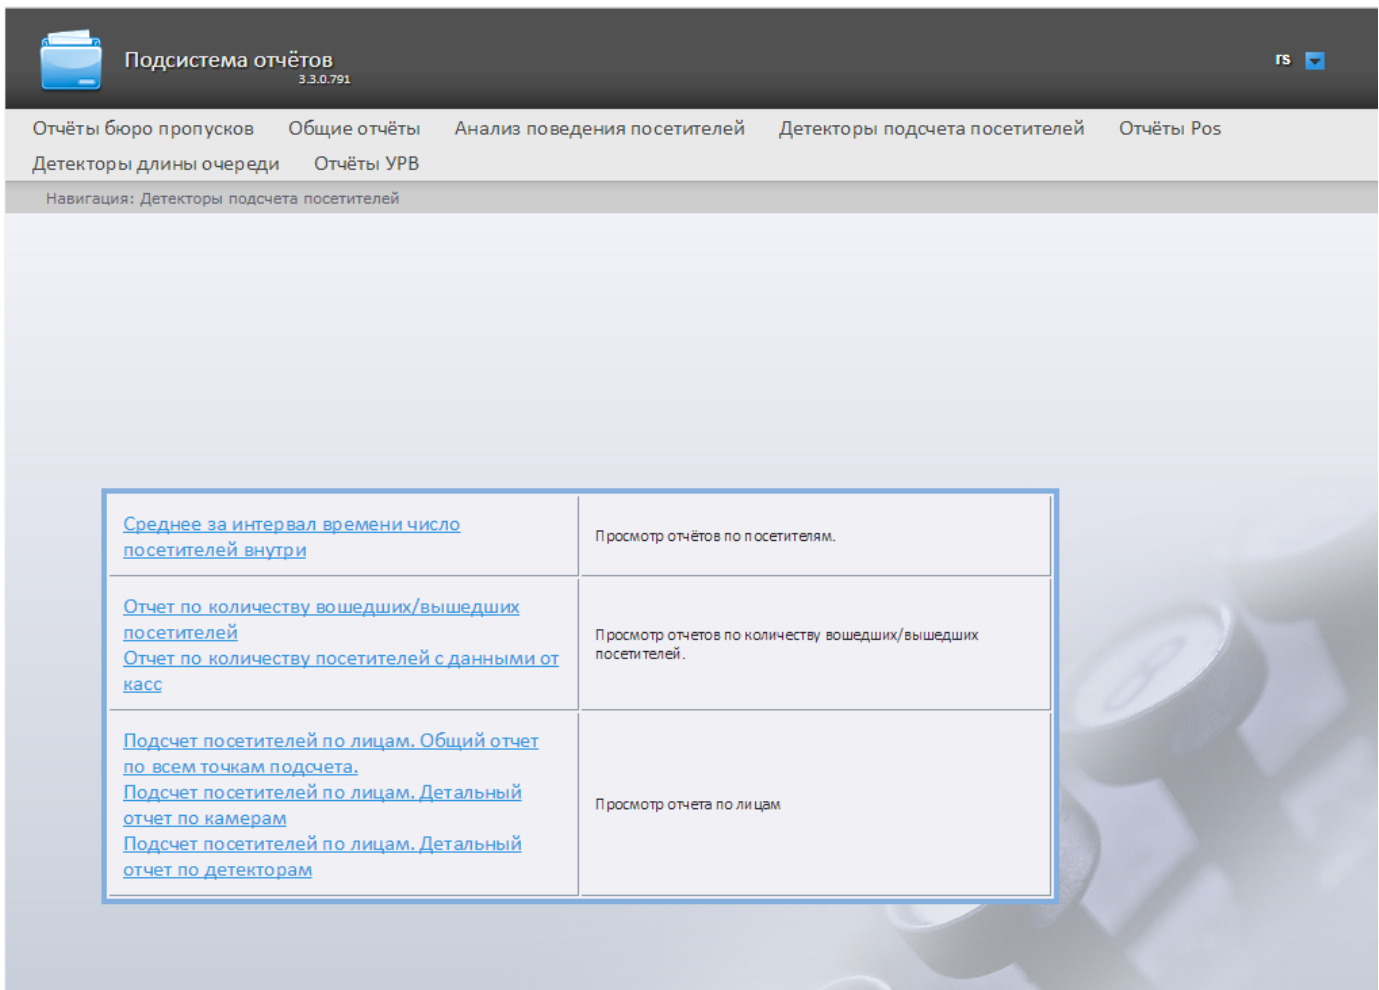 Подсистема отчётов
3.3.0.791
rs
Отчёты бюро пропусков Общие отчёты Анализ поведения посетителей Детекторы подсчета посетителей Отчёты Pos
Детекторы длины очереди Отчёты УРВ
Навигация: Детекторы подсчета посетителей
Среднее за интервал времени число
посетителей внутри
Просмотр отчётов по посетителям.
Отчет по количеству вошедших/вышедших
посетителей
Отчет по количеству посетителей с данными от
касс
Просмотр отчетов по количеству вошедших/вышедших
посетителей.
Подсчет посетителей по лицам. Общий отчет
по всем точкам подсчета.
Подсчет посетителей по лицам. Детальный
отчет по камерам
Подсчет посетителей по лицам. Детальный
отчет по детекторам
Просмотр отчета по лицам